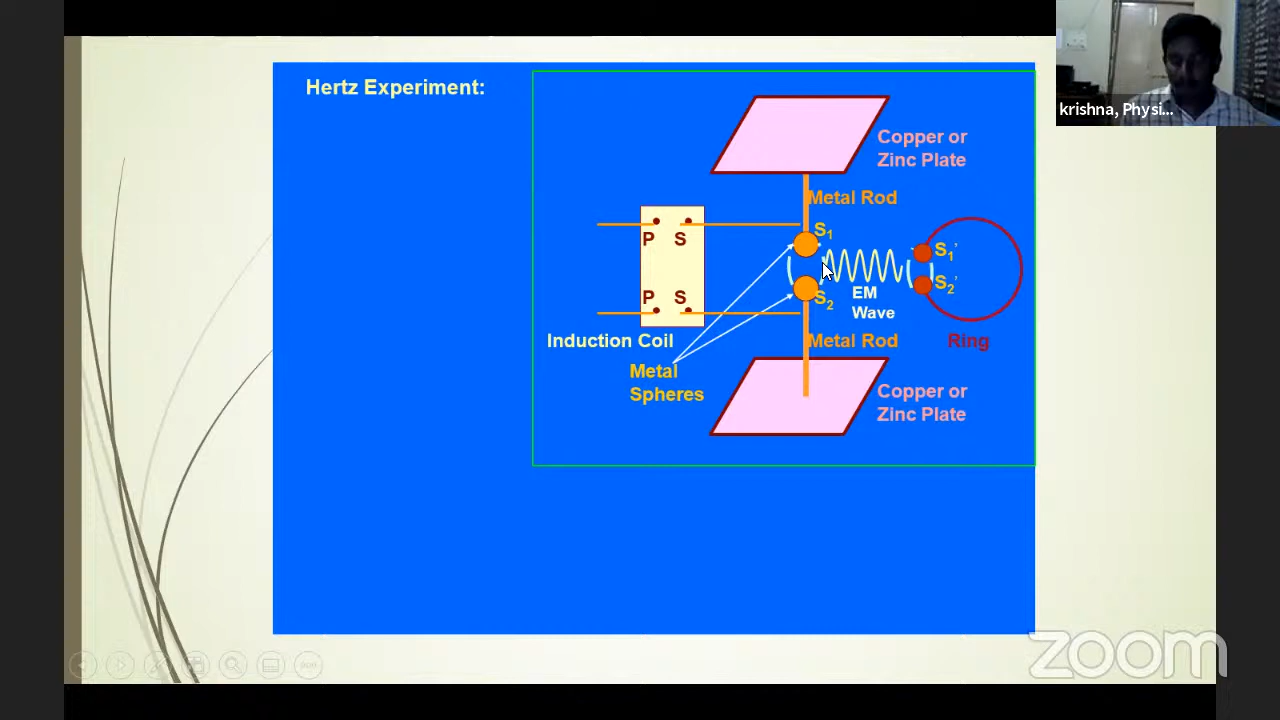 Hertz Experiment:
krishna, Physi...
Copper or
Zinc Plate
Metal Rod
S1
P S
S1'
S2'
P S
S2
EM
Wave
Induction Coil
Metal Rod
Ring
Metal
Spheres
Copper or
Zinc Plate
zoom